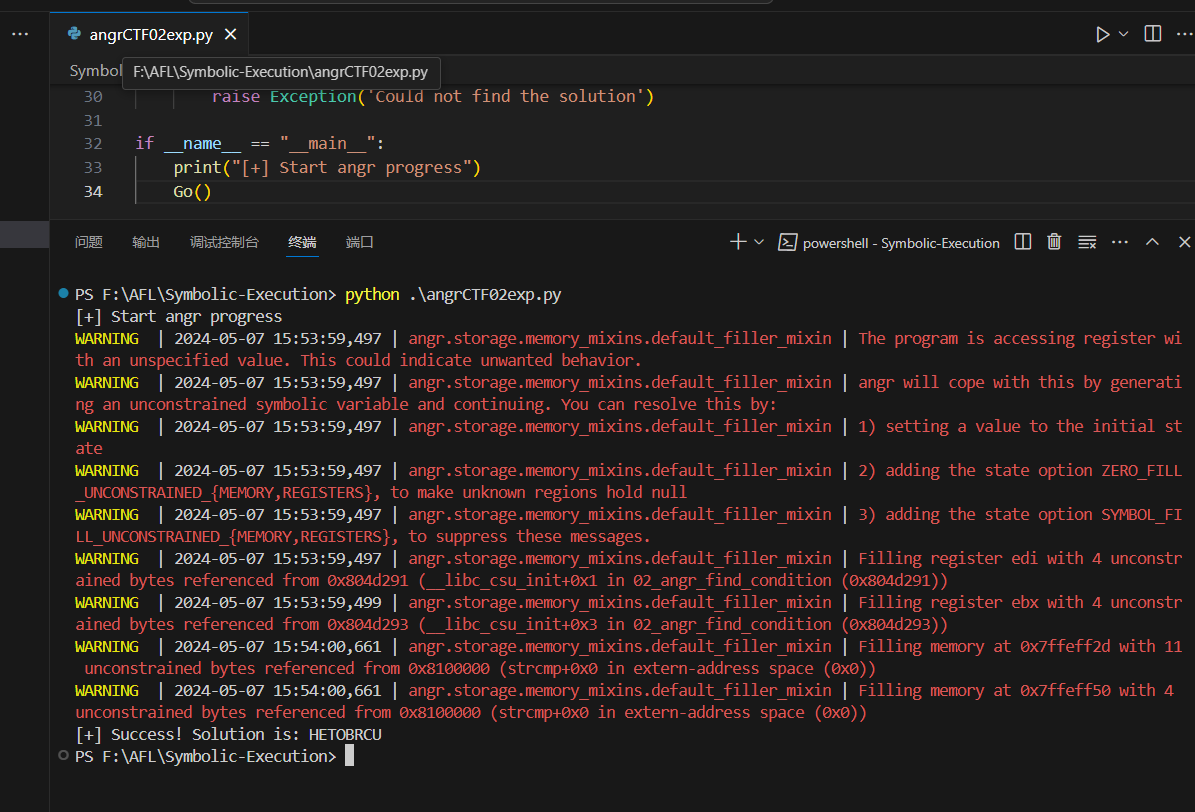 angrCTF02exp.py
Symbol
F:\AFL\Symbolic-Execution\angrCTF02exp.py
30 raise Exception('Could not find the solution')
31
32 if __name__ == "__main__":
33 print("[+] Start angr progress")
34 Go()
问题 输出 调试控制台 终端 端口 powershell - Symbolic-Execution
PS F:\AFL\Symbolic-Execution> python .\angrCTF02exp.py
[+] Start angr progress
WARNING | 2024-05-07 15:53:59,497 | angr.storage.memory_mixins.default_filler_mixin | The program is accessing register wi
th an unspecified value. This could indicate unwanted behavior.
WARNING | 2024-05-07 15:53:59,497 | angr.storage.memory_mixins.default_filler_mixin | angr will cope with this by generati
ng an unconstrained symbolic variable and continuing. You can resolve this by:
WARNING | 2024-05-07 15:53:59,497 | angr.storage.memory_mixins.default_filler_mixin | 1) setting a value to the initial st
ate
WARNING | 2024-05-07 15:53:59,497 | angr.storage.memory_mixins.default_filler_mixin | 2) adding the state option ZERO_FILL
_UNCONSTRAINED_{MEMORY,REGISTERS}, to make unknown regions hold null
WARNING | 2024-05-07 15:53:59,497 | angr.storage.memory_mixins.default_filler_mixin | 3) adding the state option SYMBOL_FI
LL_UNCONSTRAINED_{MEMORY,REGISTERS}, to suppress these messages.
WARNING | 2024-05-07 15:53:59,497 | angr.storage.memory_mixins.default_filler_mixin | Filling register edi with 4 unconstr
ained bytes referenced from 0x804d291 (__libc_csu_init+0x1 in 02_angr_find_condition (0x804d291))
WARNING | 2024-05-07 15:53:59,499 | angr.storage.memory_mixins.default_filler_mixin | Filling register ebx with 4 unconstr
ained bytes referenced from 0x804d293 (__libc_csu_init+0x3 in 02_angr_find_condition (0x804d293))
WARNING | 2024-05-07 15:54:00,661 | angr.storage.memory_mixins.default_filler_mixin | Filling memory at 0x7ffeff2d with 11
unconstrained bytes referenced from 0x8100000 (strcmp+0x0 in extern-address space (0x0))
WARNING | 2024-05-07 15:54:00,661 | angr.storage.memory_mixins.default_filler_mixin | Filling memory at 0x7ffeff50 with 4
unconstrained bytes referenced from 0x8100000 (strcmp+0x0 in extern-address space (0x0))
[+] Success! Solution is: HETOBRCU
PS F:\AFL\Symbolic-Execution>